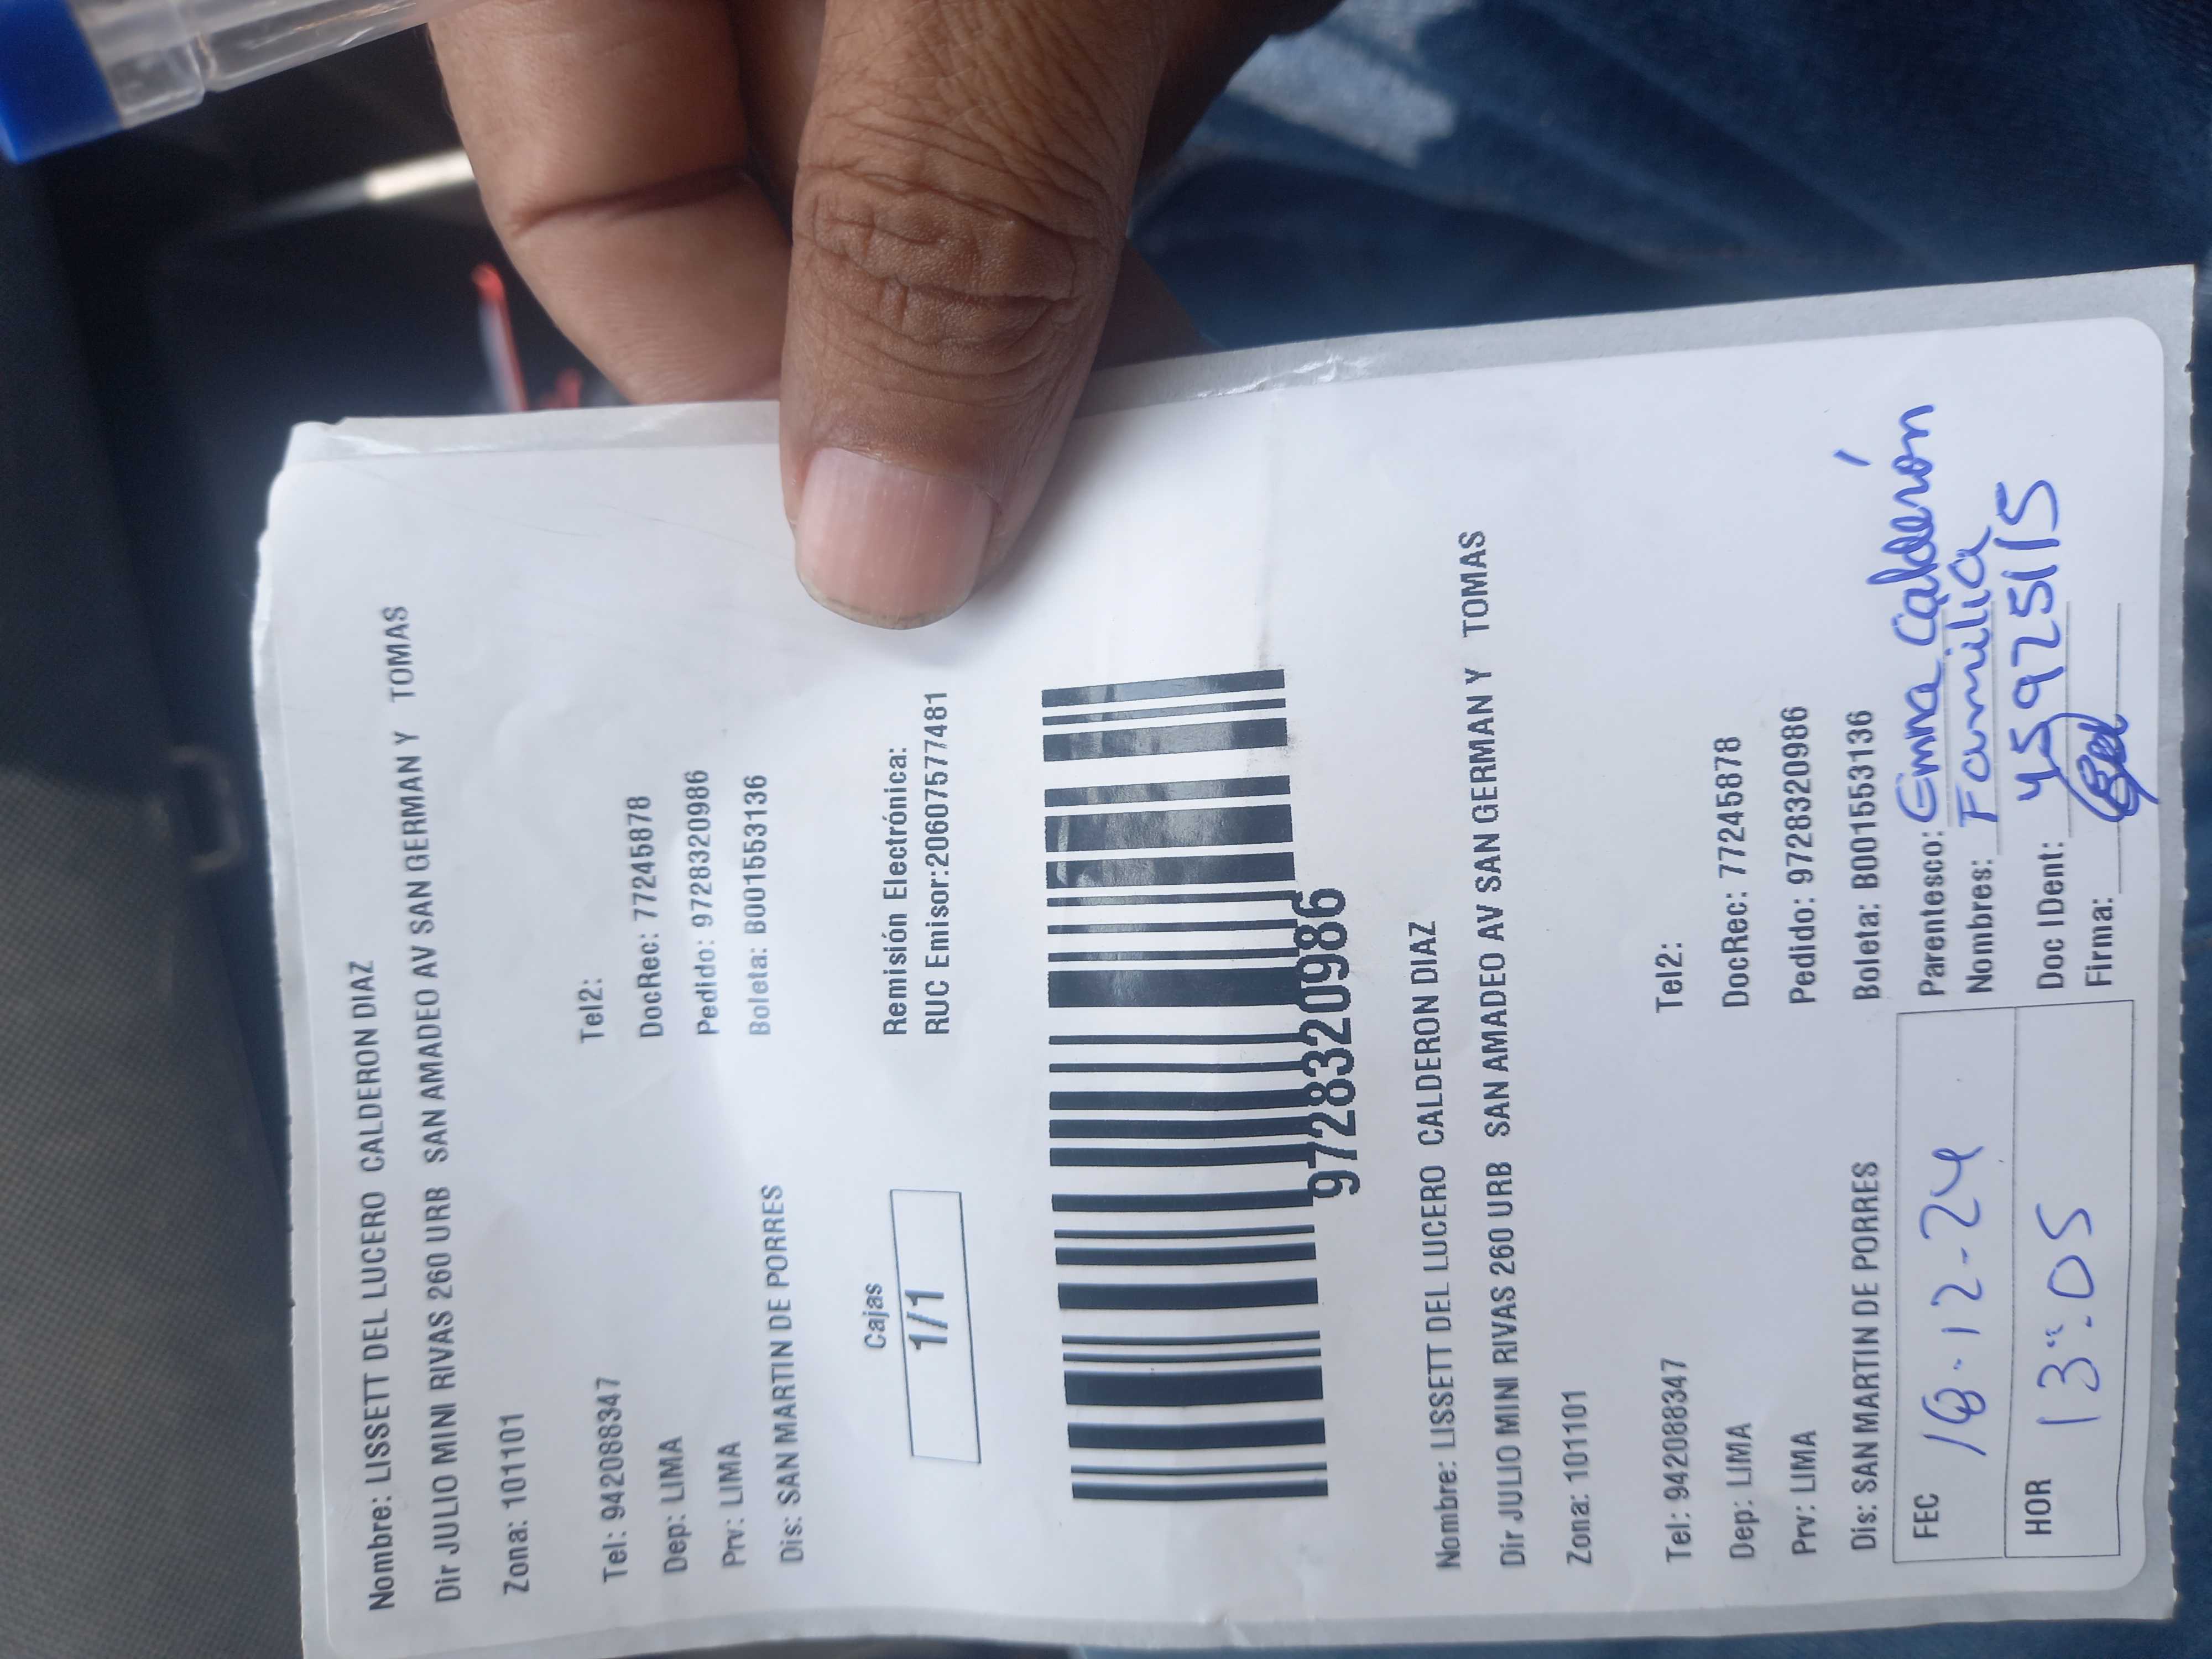 Nombre: LISSETT DEL LUCERO CALDERON DIAZ
Dir JULIO MINI RIVAS 260 URB SAN AMADEO AV SAN GERMAN Y TOMAS
Zona: 101101
Tel: 942088347 Tel2:
Dep: LIMA DocRec: 77245878
Prv: LIMA Pedido: 97283320986
Dis: SAN MARTIN DE PORRES Boleta: B001553136
Cajas Remisión Electrónica:
1/1 RUC Emisor:20607577481
97283320986
Nombre: LISSETT DEL LUCERO CALDERON DIAZ
Dir JULIO MINI RIVAS 260 URB SAN AMADEO AV SAN GERMAN Y TOMAS
Zona: 101101
Tel: 942088347 Tel2:
Dep: LIMA DocRec: 77245878
Prv: LIMA Pedido: 97283320986
Dis: SAN MARTIN DE PORRES Boleta: B001553136
FEC 18-12-24 Parentesco: Emna Calderón
Nombres: Familia
HOR 13:05 Doc IDent: 45925115
Firma: